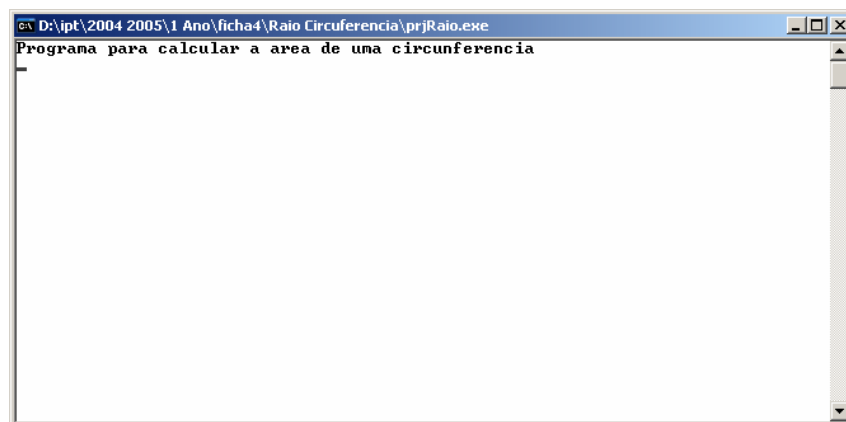 D:\ipt\2004 2005\1 Ano\ficha4\Raio Circuferencia\prjRaio.exe
Programa para calcular a area de uma circunferencia